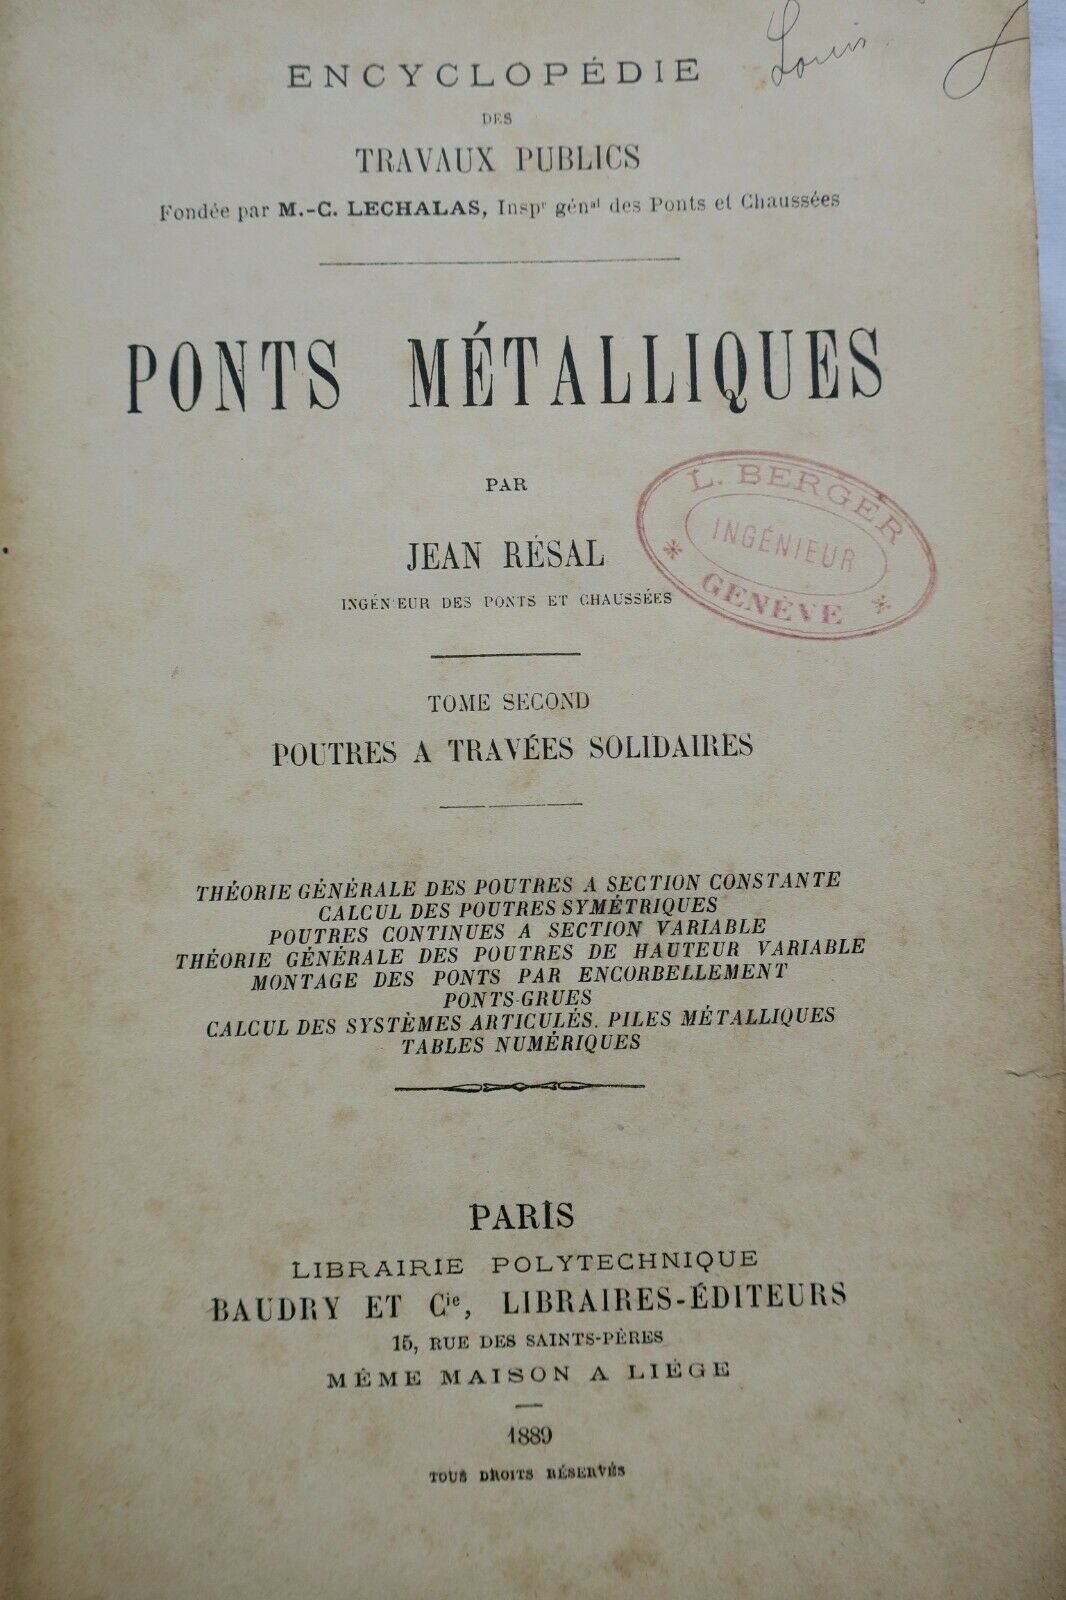 Louis
ENCYCLOPÉDIE
DES
TRAVAUX PUBLICS
Fondée par M.-C. LECHALAS, Inspr génal des Ponts et Chaussées
PONTS MÉTALLIQUES
PAR
JEAN RÉSAL
INGÉNIEUR DES PONTS ET CHAUSSÉES
L. BERGER
INGÉNIEUR
* GENÈVE *
TOME SECOND
POUTRES A TRAVÉES SOLIDAIRES
THÉORIE GÉNÉRALE DES POUTRES A SECTION CONSTANTE
CALCUL DES POUTRES SYMÉTRIQUES
POUTRES CONTINUES A SECTION VARIABLE
THÉORIE GÉNÉRALE DES POUTRES DE HAUTEUR VARIABLE
MONTAGE DES PONTS PAR ENCORBELLEMENT
PONTS-GRUES
CALCUL DES SYSTÈMES ARTICULÉS. PILES MÉTALLIQUES
TABLES NUMÉRIQUES
PARIS
LIBRAIRIE POLYTECHNIQUE
BAUDRY ET Cie, LIBRAIRES-ÉDITEURS
15, RUE DES SAINTS-PÈRES
MÊME MAISON A LIÉGE
1889
TOUS DROITS RÉSERVÉS